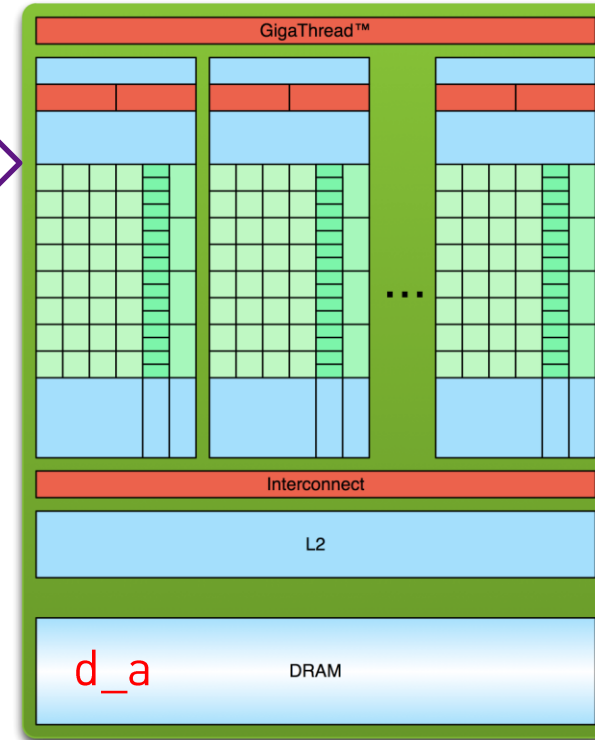 GigaThread™
...
Interconnect
L2
d_a DRAM